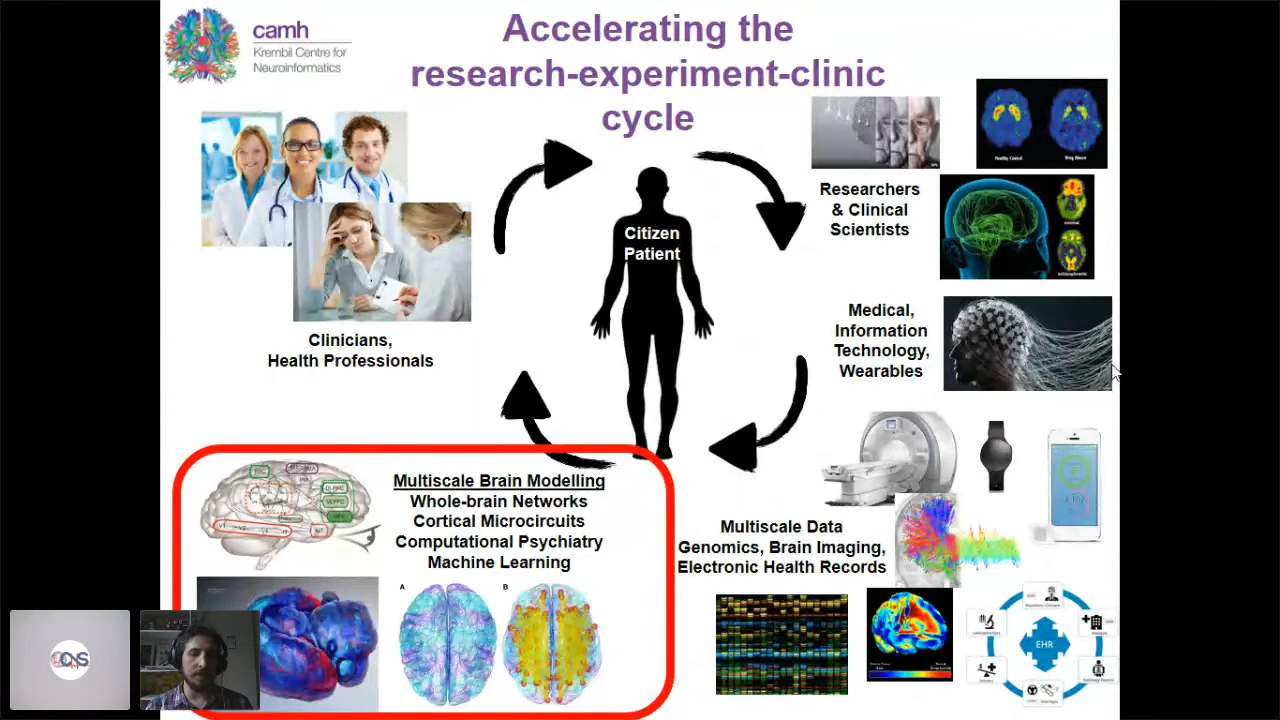 camh
Krembil Centre for
Neuroinformatics
Accelerating the
research-experiment-clinic
cycle
Citizen
Patient
Healthy Control
Drug Abuse
Researchers
& Clinical
Scientists
Medical,
Information
Technology,
Wearables
Clinicians,
Health Professionals
Multiscale Brain Modelling
Whole-brain Networks
Cortical Microcircuits
Computational Psychiatry
Machine Learning
V1
A
B
Multiscale Data
Genomics, Brain Imaging,
Electronic Health Records
EHR